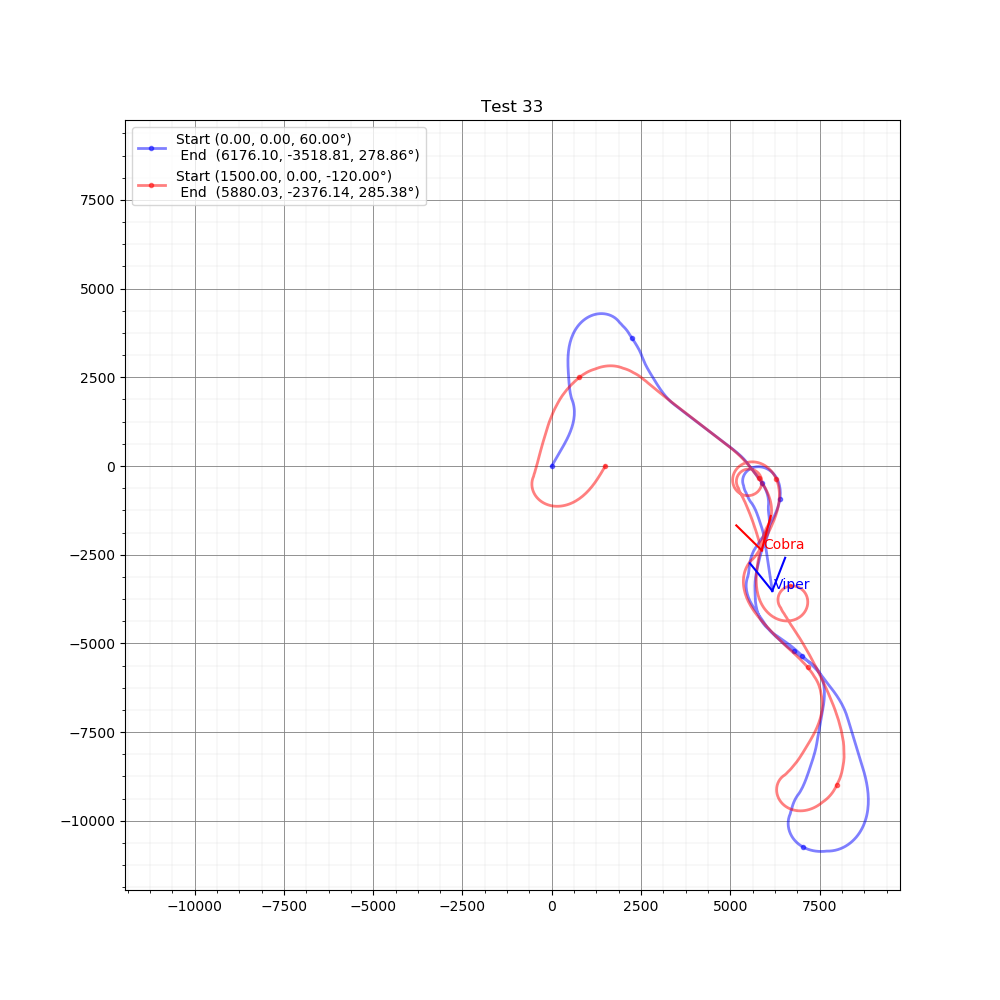 Test 33
Start (0.00, 0.00, 60.00°)
End (6176.10, -3518.81, 278.86°)
Start (1500.00, 0.00, -120.00°)
End (5880.03, -2376.14, 285.38°)
7500
5000
2500
0
−2500
−5000
−7500
−10000
Cobra
Viper
−10000 −7500 −5000 −2500 0 2500 5000 7500